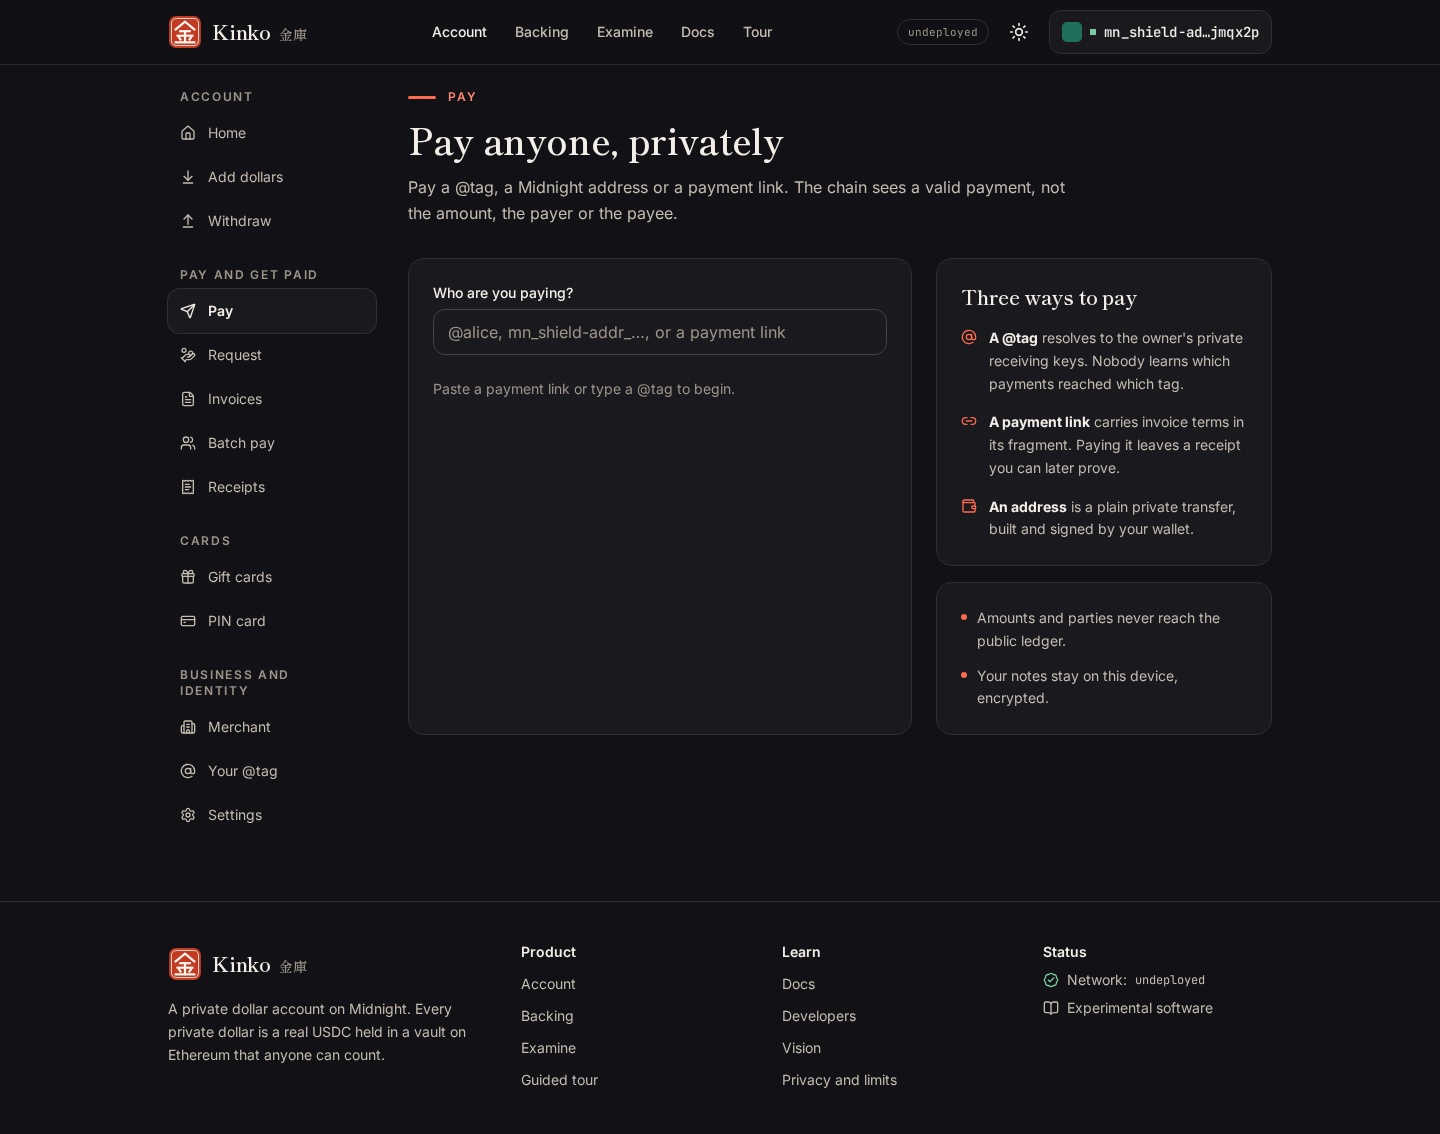 金 Kinko 金庫
Account Backing Examine Docs Tour
undeployed
mn_shield-ad…jmqx2p
ACCOUNT
Home
Add dollars
Withdraw
PAY AND GET PAID
Pay
Request
Invoices
Batch pay
Receipts
CARDS
Gift cards
PIN card
BUSINESS AND
IDENTITY
Merchant
Your @tag
Settings
PAY
Pay anyone, privately
Pay a @tag, a Midnight address or a payment link. The chain sees a valid payment, not
the amount, the payer or the payee.
Who are you paying?
@alice, mn_shield-addr_…, or a payment link
Paste a payment link or type a @tag to begin.
Three ways to pay
A @tag resolves to the owner's private
receiving keys. Nobody learns which
payments reached which tag.
A payment link carries invoice terms in
its fragment. Paying it leaves a receipt
you can later prove.
An address is a plain private transfer,
built and signed by your wallet.
Amounts and parties never reach the
public ledger.
Your notes stay on this device,
encrypted.
金 Kinko 金庫
A private dollar account on Midnight. Every
private dollar is a real USDC held in a vault on
Ethereum that anyone can count.
Product
Account
Backing
Examine
Guided tour
Learn
Docs
Developers
Vision
Privacy and limits
Status
Network: undeployed
Experimental software